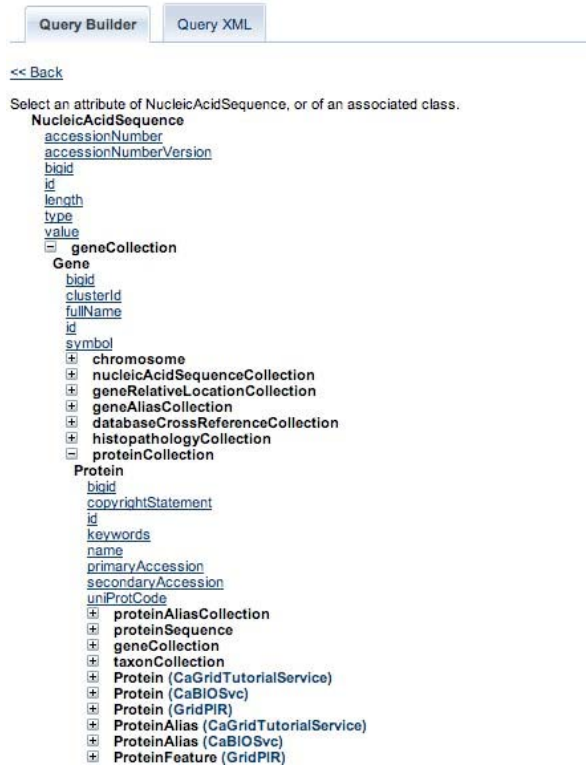 Query Builder
Query XML
<< Back
Select an attribute of NucleicAcidSequence, or of an associated class.
NucleicAcidSequence
accessionNumber
accessionNumberVersion
bigid
id
length
type
value
geneCollection
Gene
bigid
clusterId
fullName
id
symbol
chromosome
nucleicAcidSequenceCollection
geneRelativeLocationCollection
geneAliasCollection
databaseCrossReferenceCollection
histopathologyCollection
proteinCollection
Protein
bigid
copyrightStatement
id
keywords
name
primaryAccession
secondaryAccession
uniProtCode
proteinAliasCollection
proteinSequence
geneCollection
taxonCollection
Protein (CaGridTutorialService)
Protein (CaBIOSvc)
Protein (GridPIR)
ProteinAlias (CaGridTutorialService)
ProteinAlias (CaBIOSvc)
ProteinFeature (GridPIR)